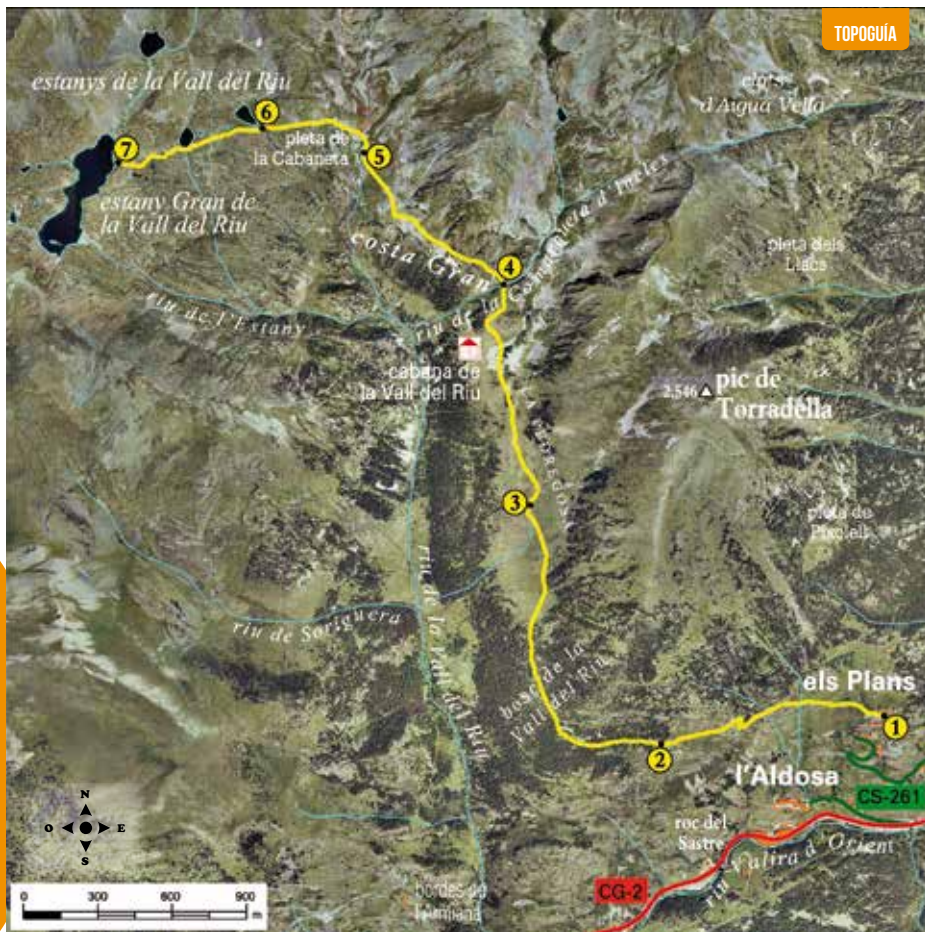 TOPOGUÍA
estanys de la Vall del Riu
clots
d'Aigua Vella
6
pleta de
la Cabaneta
7
5
estany Gran de
la Vall del Riu
costa Gran
4
pleta dels
Llacs
riu de l'Estany
riu de la
cabana de
la Vall del Riu
2.546
pic de
Torradella
3
pleta de
riu de Soriguera
riu de la Vall del Riu
bosc de la
Vall del Riu
els Plans
1
2
l'Aldosa
CS-261
roc del
Sastre
riu Valira d'Orient
CG-2
bordes de
N
O E
S
0 300 600 900
m